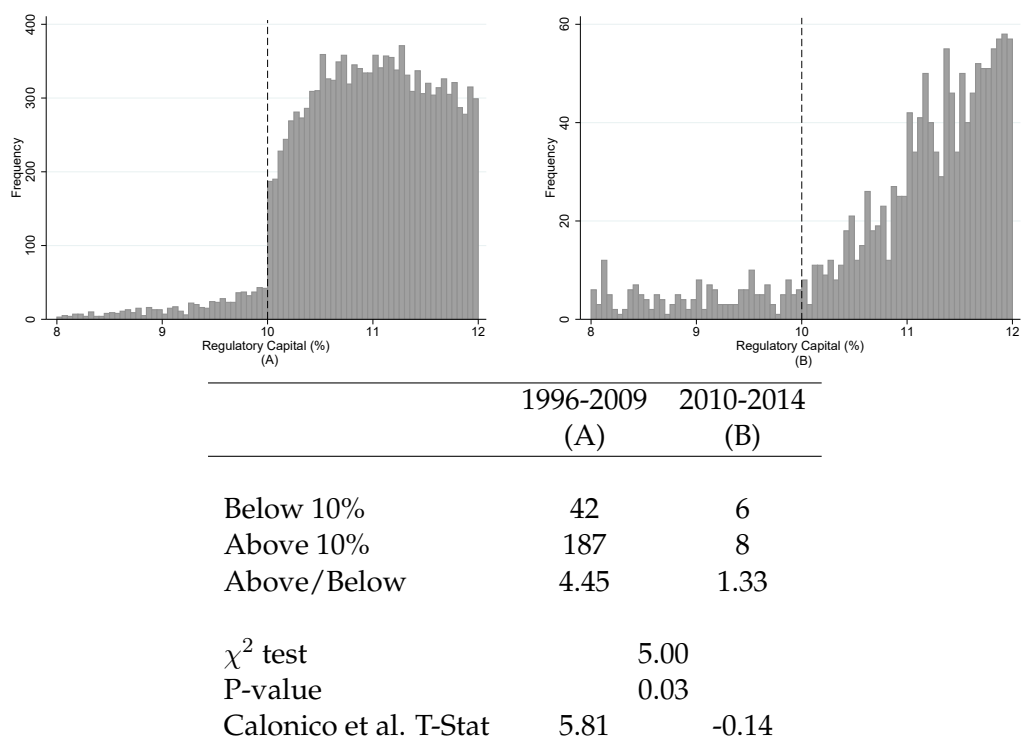 400
300
200
100
0
Frequency
8 9 10 11 12
Regulatory Capital (%)
(A)
60
40
20
0
Frequency
8 9 10 11 12
Regulatory Capital (%)
(B)
1996-2009 2010-2014
(A) (B)
Below 10% 42 6
Above 10% 187 8
Above/Below 4.45 1.33
χ² test 5.00
P-value 0.03
Calonico et al. T-Stat 5.81 -0.14